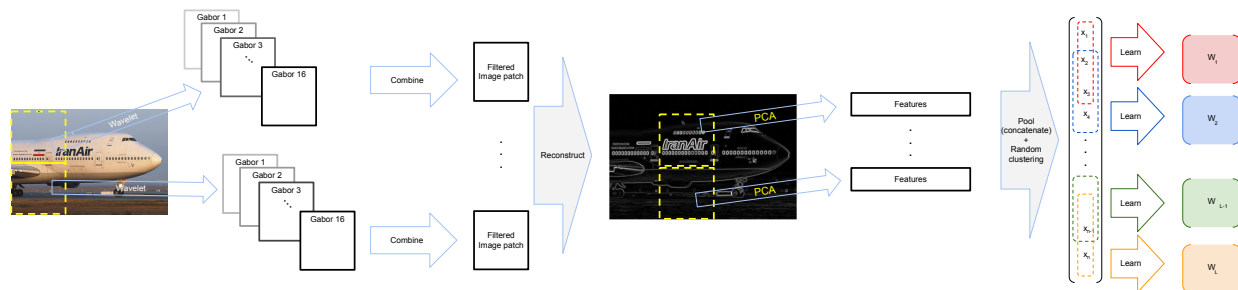 Gabor 1
Gabor 2
Gabor 3
Gabor 16
Wavelet
IranAir
Wavelet
Gabor 1
Gabor 2
Gabor 3
Gabor 16
Combine
Combine
Filtered
Image patch
Filtered
Image patch
Reconstruct
IranAir
PCA
PCA
Features
Features
Pool
(concatenate)
+
Random
clustering
x1
x2
x3
x4
xn-
xn
Learn
Learn
Learn
Learn
W1
W2
W L-1
WL